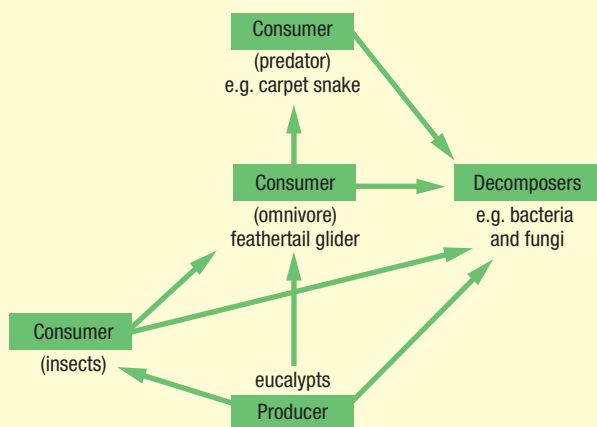 Consumer
(predator)
e.g. carpet snake
Consumer
(omnivore)
feathertail glider
Decomposers
e.g. bacteria
and fungi
Consumer
(insects)
eucalypts
Producer